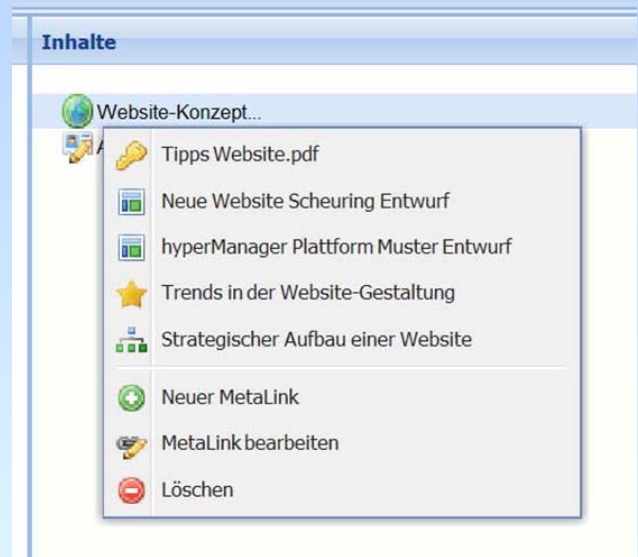 Inhalte
Website-Konzept...
A
Tipps Website.pdf
Neue Website Scheuring Entwurf
hyperManager Plattform Muster Entwurf
Trends in der Website-Gestaltung
Strategischer Aufbau einer Website
Neuer MetaLink
MetaLink bearbeiten
Löschen